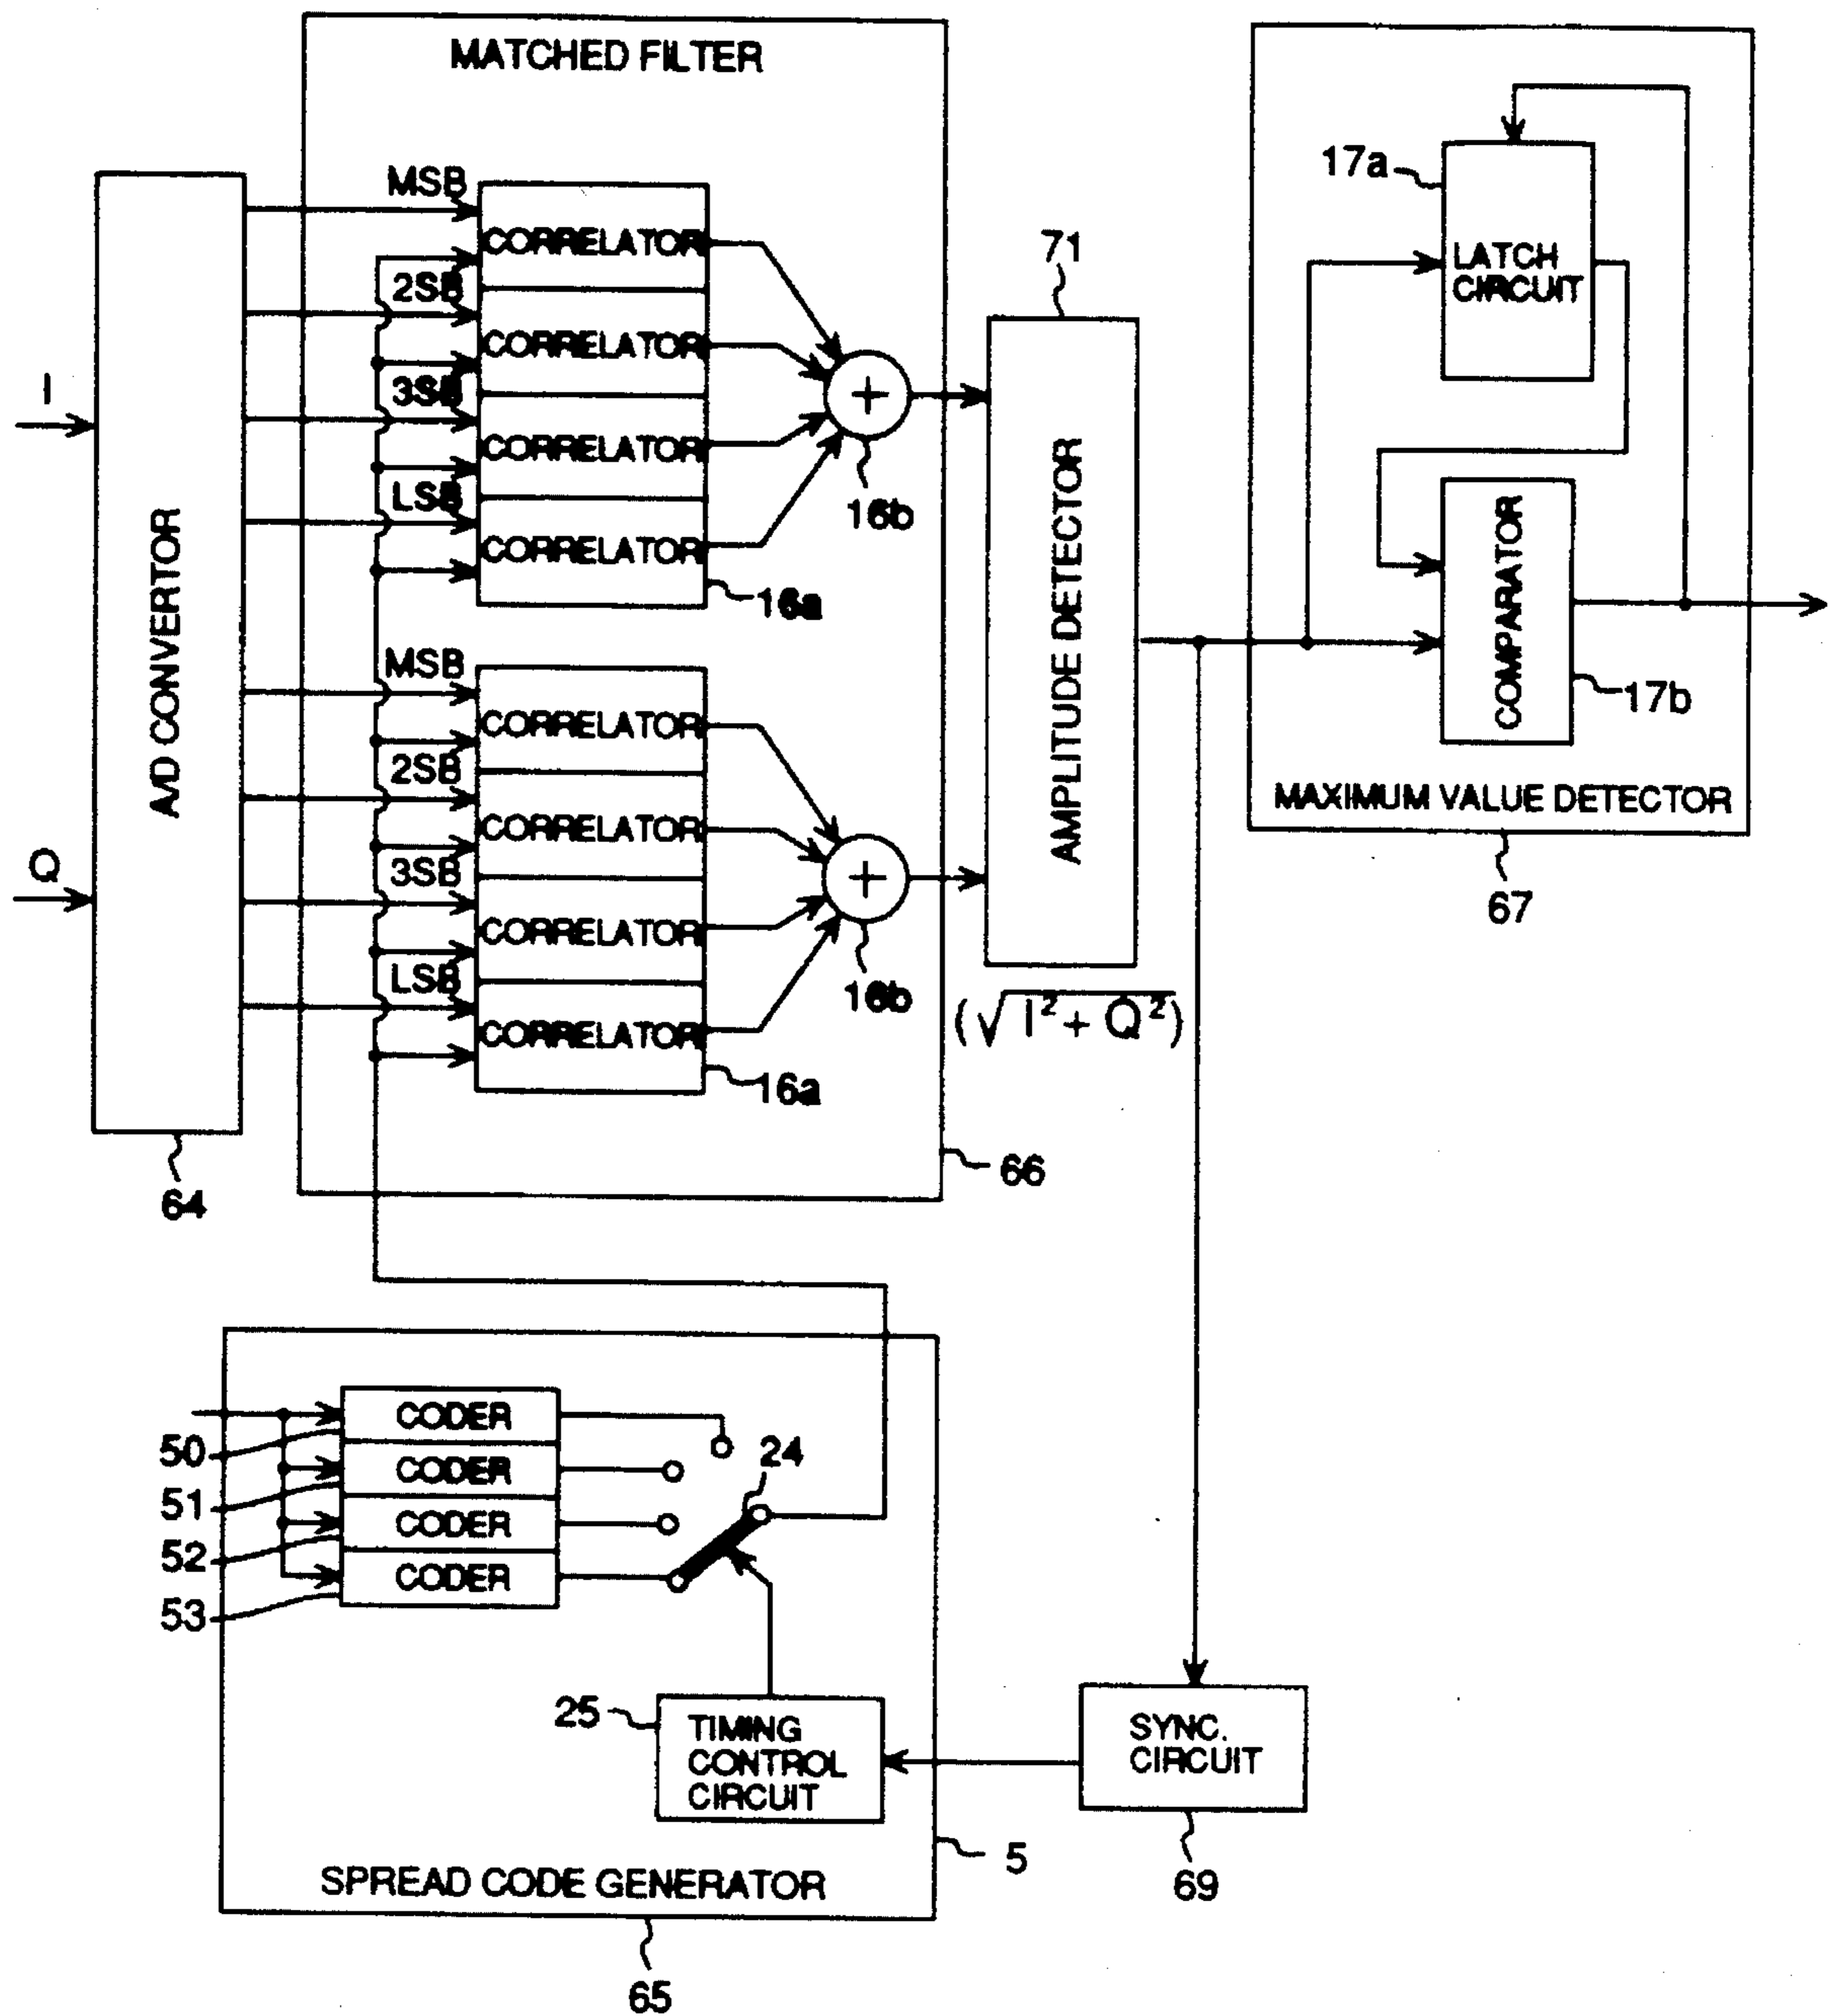 MATCHED FILTER
I
Q
A/D CONVERTOR
64
MSB
CORRELATOR
2SB
CORRELATOR
3SB
CORRELATOR
LSB
CORRELATOR
16a
16b
MSB
CORRELATOR
2SB
CORRELATOR
3SB
CORRELATOR
LSB
CORRELATOR
16a
16b
66
71
AMPLITUDE DETECTOR
(√I²+Q²)
17a
LATCH
CIRCUIT
COMPARATOR
17b
MAXIMUM VALUE DETECTOR
67
50
CODER
51
CODER
52
CODER
53
CODER
24
25
TIMING
CONTROL
CIRCUIT
5
SPREAD CODE GENERATOR
65
SYNC.
CIRCUIT
69